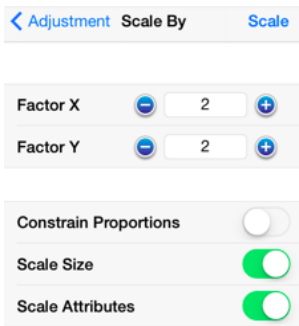 Adjustment Scale By Scale
Factor X 2
Factor Y 2
Constrain Proportions
Scale Size
Scale Attributes